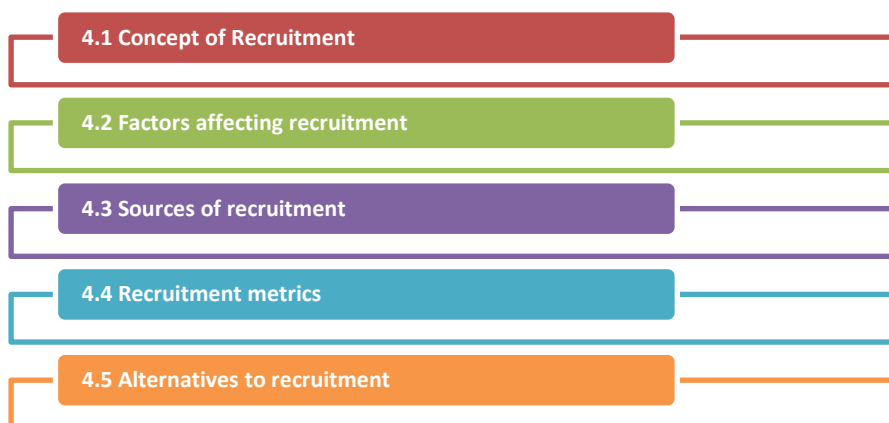 4.1 Concept of Recruitment
4.2 Factors affecting recruitment
4.3 Sources of recruitment
4.4 Recruitment metrics
4.5 Alternatives to recruitment